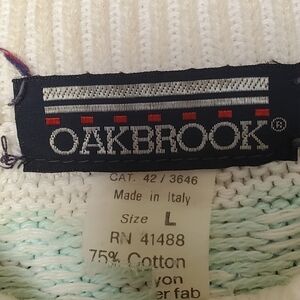 OAKBROOK®
CAT. 42 / 3646
Made in Italy
Size L
RN 41488
75% Cotton
yon
er fab